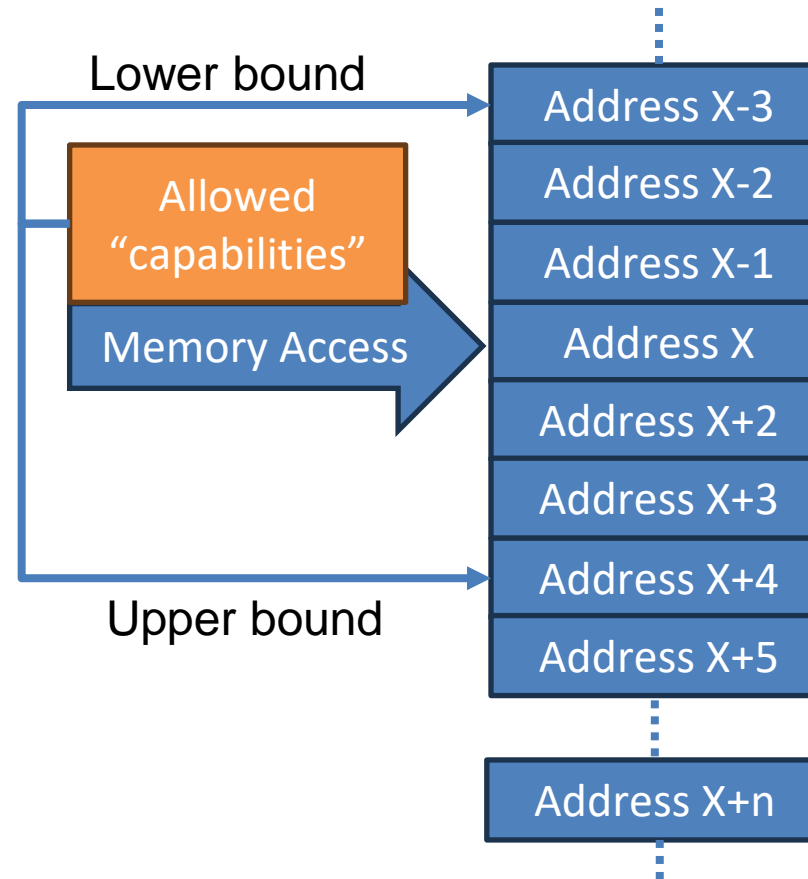 Lower bound
Allowed
“capabilities”
Memory Access
Upper bound
Address X-3
Address X-2
Address X-1
Address X
Address X+2
Address X+3
Address X+4
Address X+5
Address X+n